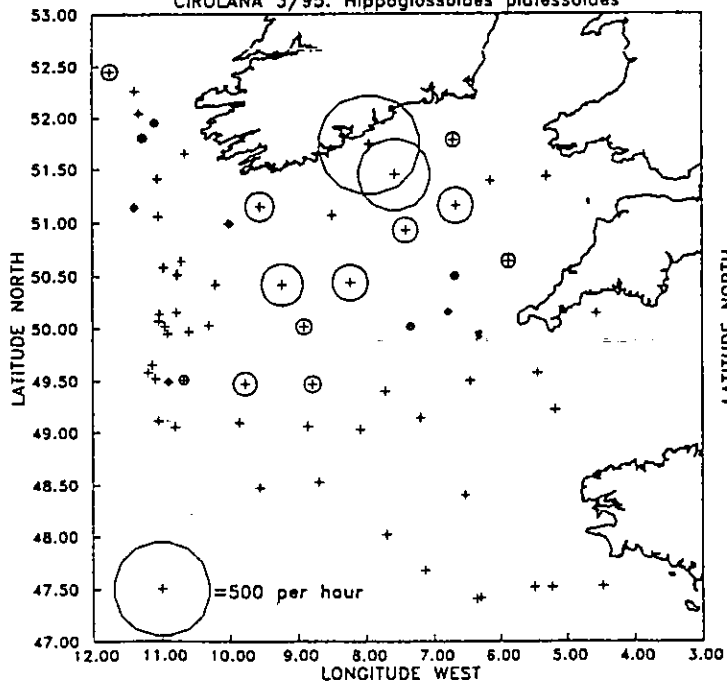 CIROLANA 3/95: Hippoglossoides platessoides
53.00
52.50
52.00
51.50
51.00
50.50
50.00
49.50
49.00
48.50
48.00
47.50
47.00
LATITUDE NORTH
=500 per hour
12.00 11.00 10.00 9.00 8.00 7.00 6.00 5.00 4.00 3.00
LONGITUDE WEST
LATITUDE NORTH